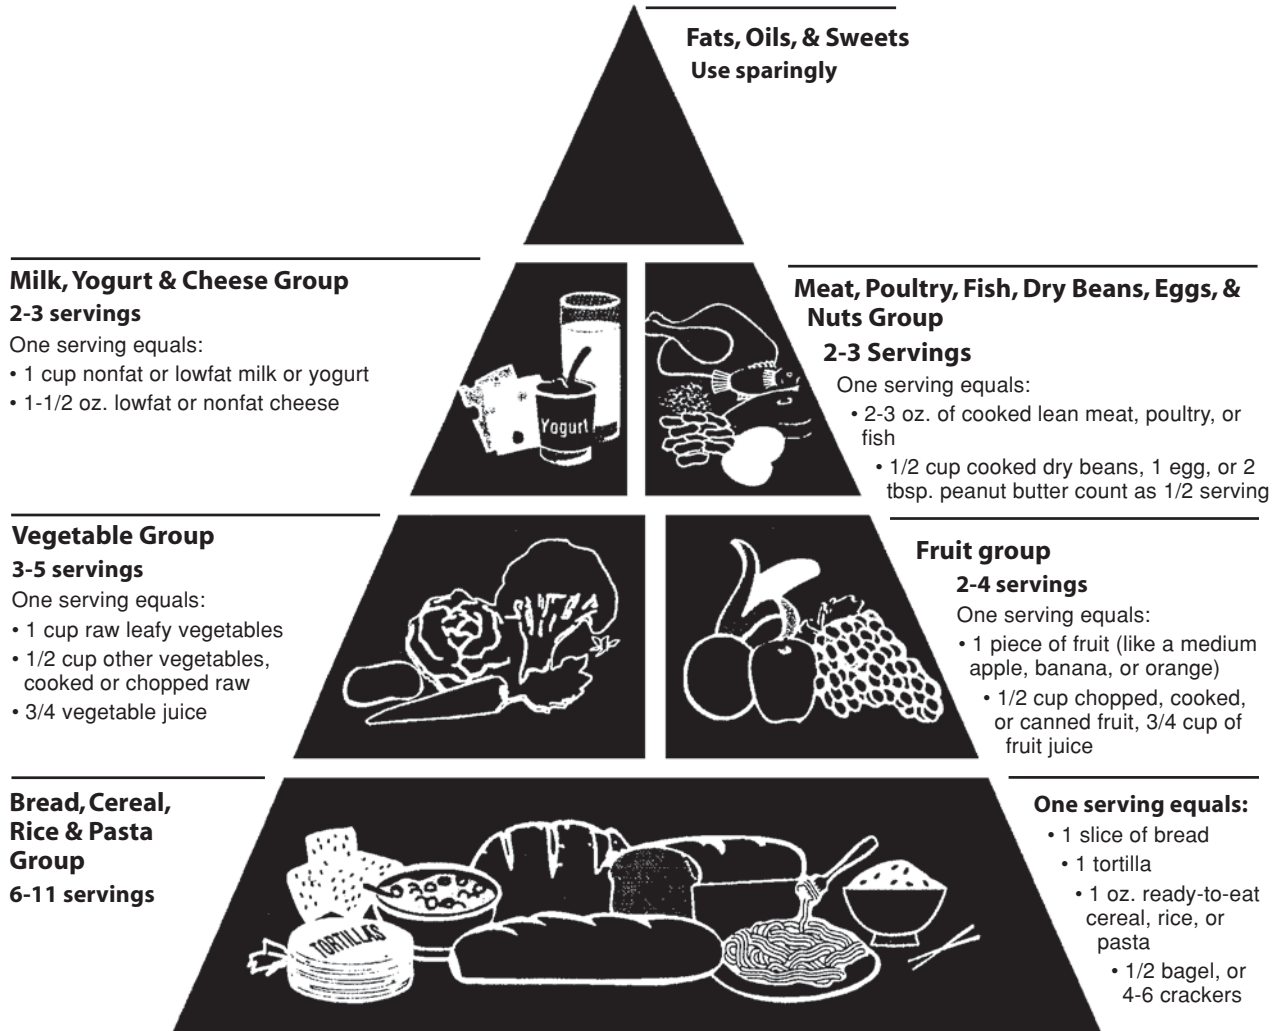 Fats, Oils, & Sweets
Use sparingly
Milk, Yogurt & Cheese Group
2-3 servings
One serving equals:
• 1 cup nonfat or lowfat milk or yogurt
• 1-1/2 oz. lowfat or nonfat cheese
Meat, Poultry, Fish, Dry Beans, Eggs, &
Nuts Group
2-3 Servings
One serving equals:
• 2-3 oz. of cooked lean meat, poultry, or
fish
• 1/2 cup cooked dry beans, 1 egg, or 2
tbsp. peanut butter count as 1/2 serving
Yogurt
Vegetable Group
3-5 servings
One serving equals:
• 1 cup raw leafy vegetables
• 1/2 cup other vegetables,
cooked or chopped raw
• 3/4 vegetable juice
Fruit group
2-4 servings
One serving equals:
• 1 piece of fruit (like a medium
apple, banana, or orange)
• 1/2 cup chopped, cooked,
or canned fruit, 3/4 cup of
fruit juice
Bread, Cereal,
Rice & Pasta
Group
6-11 servings
TORTILLAS
One serving equals:
• 1 slice of bread
• 1 tortilla
• 1 oz. ready-to-eat
cereal, rice, or
pasta
• 1/2 bagel, or
4-6 crackers